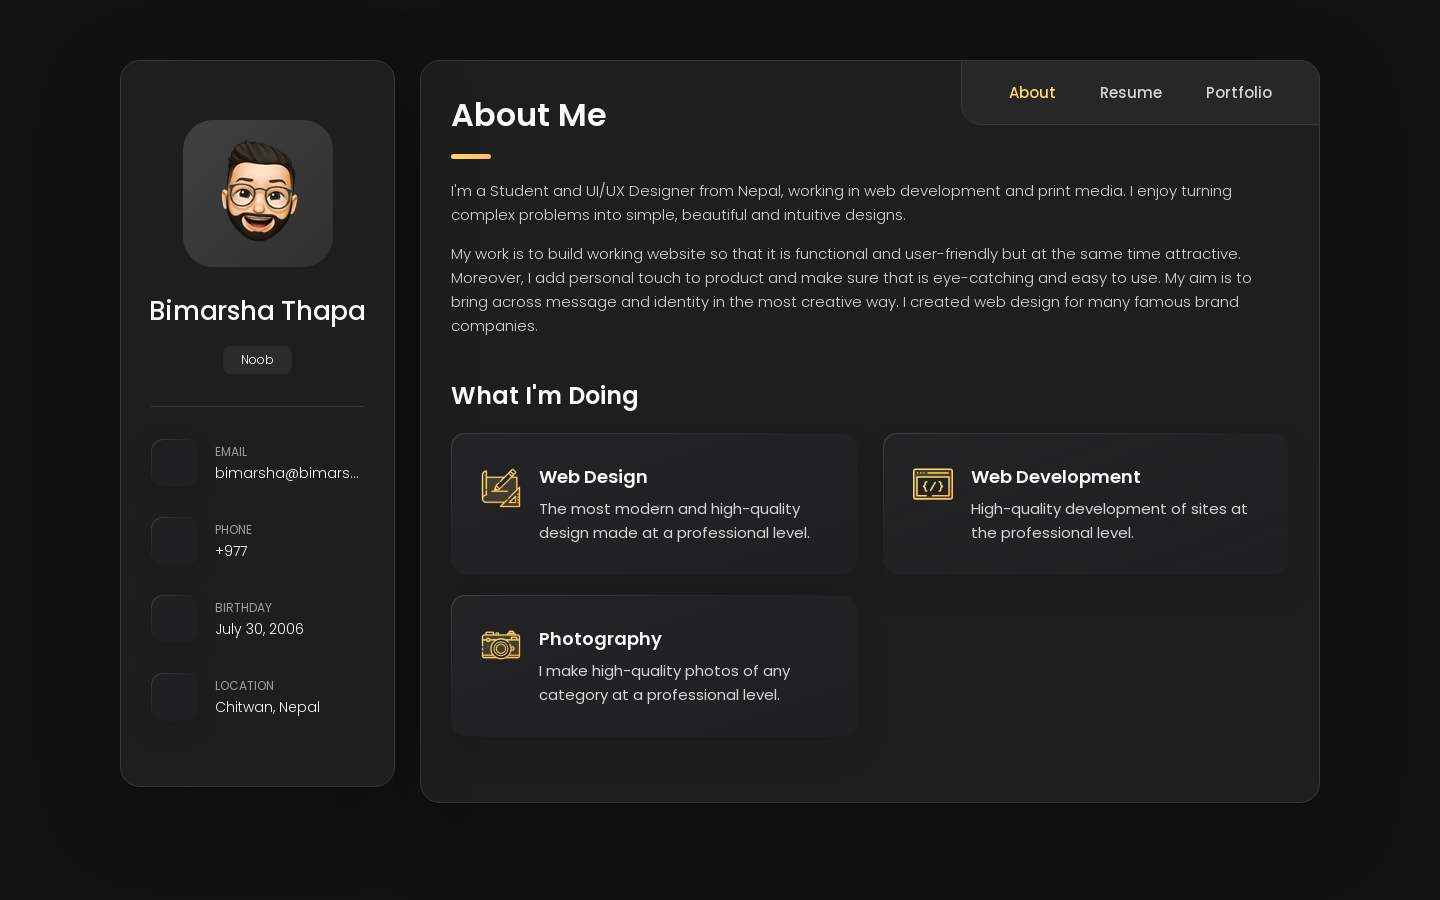 Bimarsha Thapa
Noob
EMAIL
bimarsha@bimars...
PHONE
+977
BIRTHDAY
July 30, 2006
LOCATION
Chitwan, Nepal
About
Resume
Portfolio
About Me
I'm a Student and UI/UX Designer from Nepal, working in web development and print media. I enjoy turning
complex problems into simple, beautiful and intuitive designs.
My work is to build working website so that it is functional and user-friendly but at the same time attractive.
Moreover, I add personal touch to product and make sure that is eye-catching and easy to use. My aim is to
bring across message and identity in the most creative way. I created web design for many famous brand
companies.
What I'm Doing
Web Design
The most modern and high-quality
design made at a professional level.
Web Development
High-quality development of sites at
the professional level.
Photography
I make high-quality photos of any
category at a professional level.